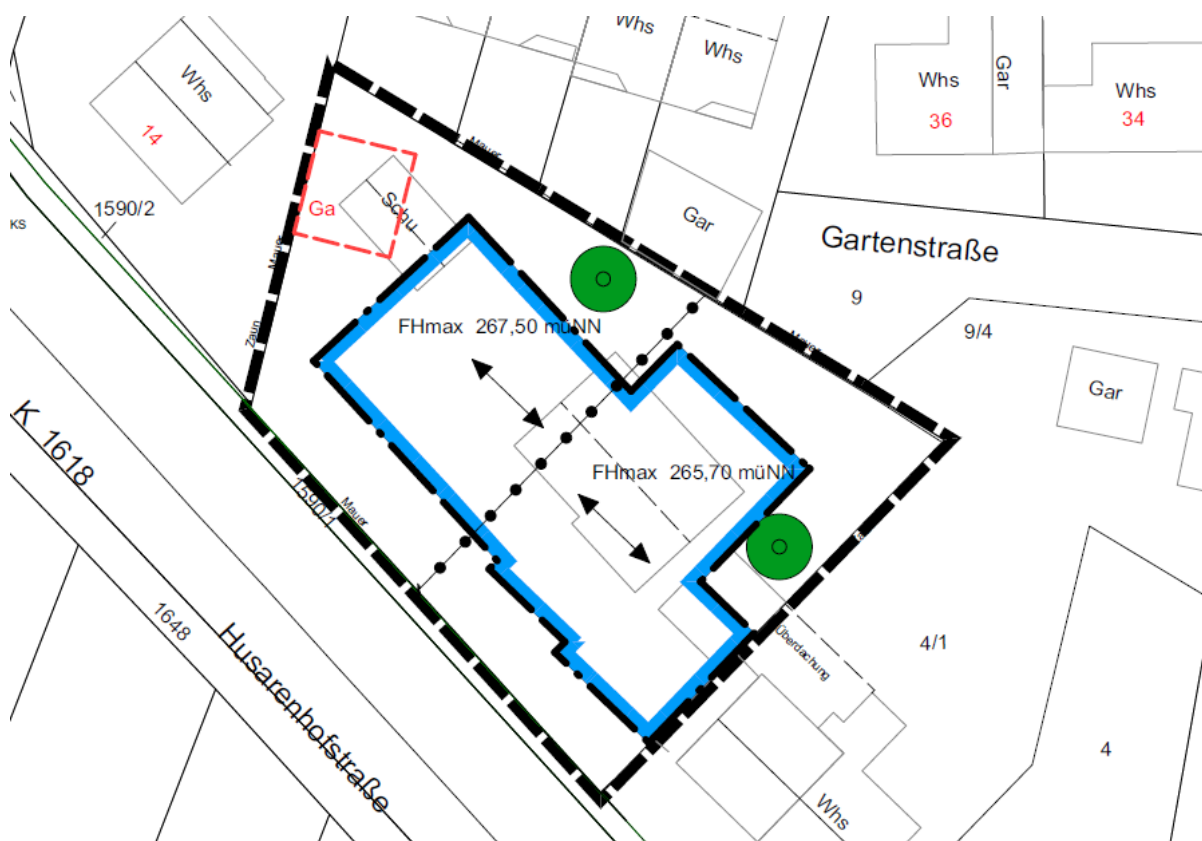 Whs
Whs
Whs
14
Whs
36
Gar
Whs
34
1590/2
KS
Mauer
Schu
Ga
Gar
Gartenstraße
Mauer
9
Zaun
FHmax 267,50 müNN
Mauer
9/4
Gar
K 1618
FHmax 265,70 müNN
1590/1
Mauer
1648
Husarenhofstraße
Überdachung
4/1
4
Whs